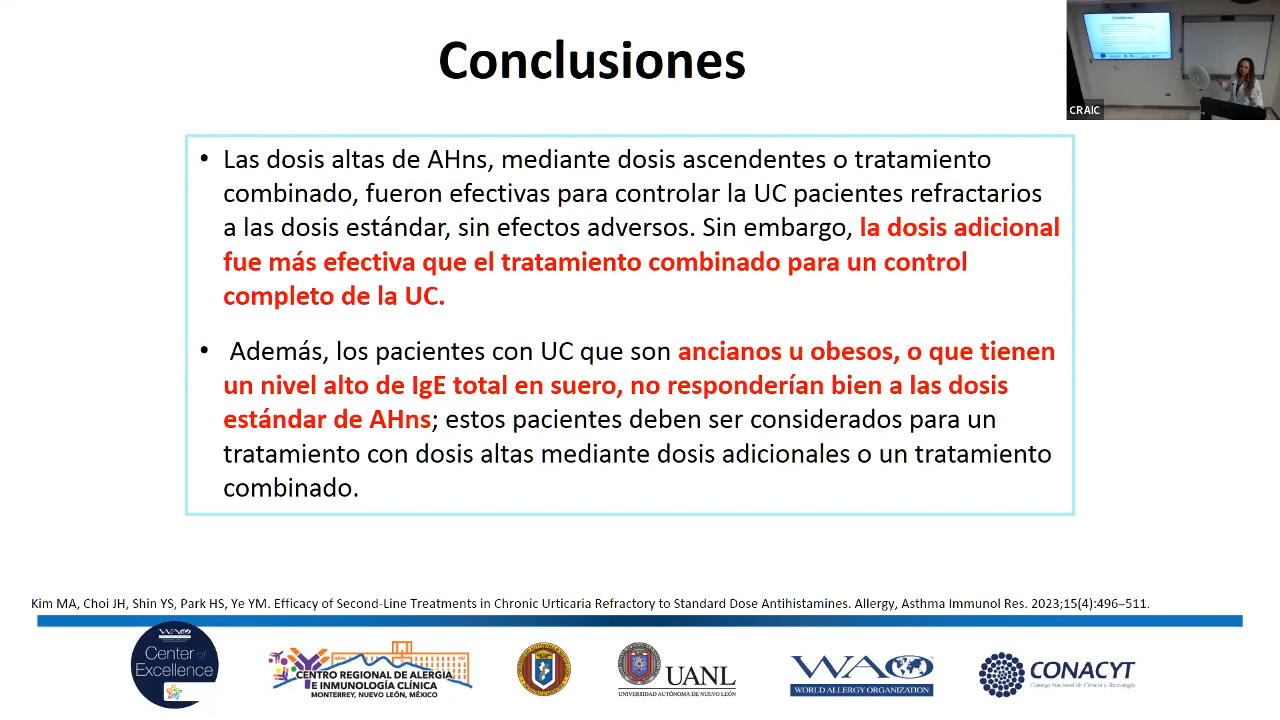 Conclusiones
CRAIC
• Las dosis altas de AHns, mediante dosis ascendentes o tratamiento
combinado, fueron efectivas para controlar la UC pacientes refractarios
a las dosis estándar, sin efectos adversos. Sin embargo, la dosis adicional
fue más efectiva que el tratamiento combinado para un control
completo de la UC.
• Además, los pacientes con UC que son ancianos u obesos, o que tienen
un nivel alto de IgE total en suero, no responderían bien a las dosis
estándar de AHns; estos pacientes deben ser considerados para un
tratamiento con dosis altas mediante dosis adicionales o un tratamiento
combinado.
Kim MA, Choi JH, Shin YS, Park HS, Ye YM. Efficacy of Second-Line Treatments in Chronic Urticaria Refractory to Standard Dose Antihistamines. Allergy, Asthma Immunol Res. 2023;15(4):496–511.
WAO
Center of
Excellence
CENTRO REGIONAL DE ALERGIA
E INMUNOLOGÍA CLÍNICA
MONTERREY, NUEVO LEÓN, MÉXICO
UANL
UNIVERSIDAD AUTÓNOMA DE NUEVO LEÓN
WAO
WORLD ALLERGY ORGANIZATION
CONACYT
Consejo Nacional de Ciencia y Tecnología